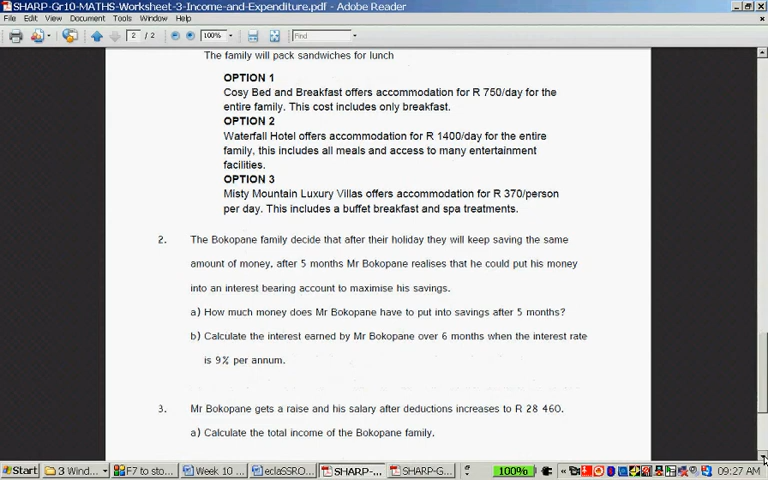 SHARP-Gr10-MATHS-Worksheet-3-Income-and-Expenditure.pdf - Adobe Reader
File Edit View Document Tools Window Help
2 / 2 100% Find
The family will pack sandwiches for lunch
OPTION 1
Cosy Bed and Breakfast offers accommodation for R 750/day for the
entire family. This cost includes only breakfast.
OPTION 2
Waterfall Hotel offers accommodation for R 1400/day for the entire
family, this includes all meals and access to many entertainment
facilities.
OPTION 3
Misty Mountain Luxury Villas offers accommodation for R 370/person
per day. This includes a buffet breakfast and spa treatments.
2. The Bokopane family decide that after their holiday they will keep saving the same
amount of money, after 5 months Mr Bokopane realises that he could put his money
into an interest bearing account to maximise his savings.
a) How much money does Mr Bokopane have to put into savings after 5 months?
b) Calculate the interest earned by Mr Bokopane over 6 months when the interest rate
is 9% per annum.
3. Mr Bokopane gets a raise and his salary after deductions increases to R 28 460.
a) Calculate the total income of the Bokopane family.
Start 3 Wind... F7 to sto... Week 10 ... eclaSSRO... SHARP-... SHARP-G... 100% 09:27 AM